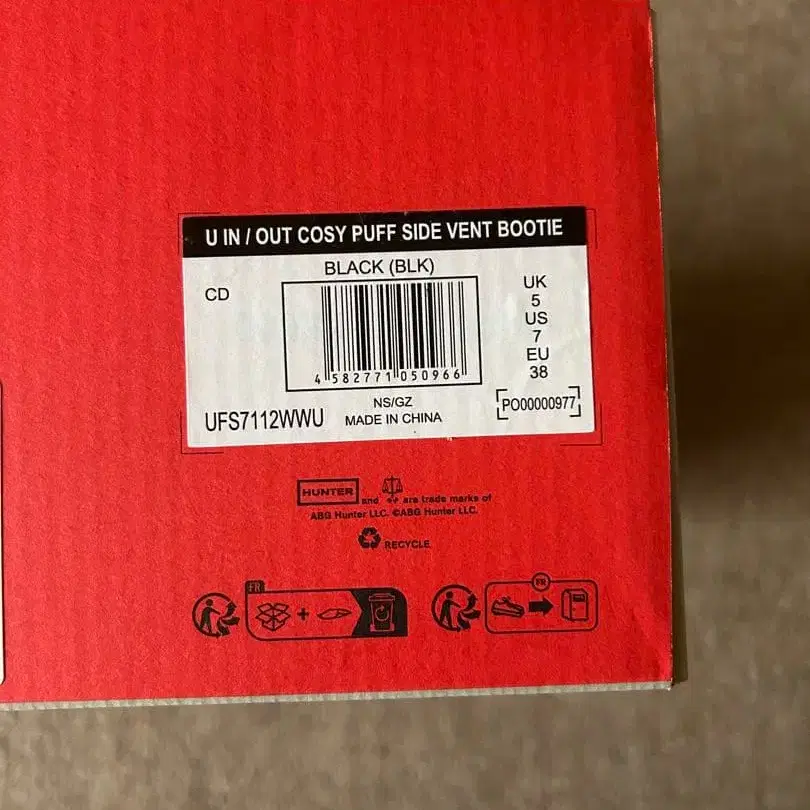 U IN / OUT COSY PUFF SIDE VENT BOOTIE
BLACK (BLK)
CD
UK
5
US
7
EU
38
4 582771 050966
NS/GZ
UFS7112WWU
MADE IN CHINA
PO00000977
HUNTER and are trade marks of
ABG Hunter LLC. ©ABG Hunter LLC.
RECYCLE
FR
+
FR